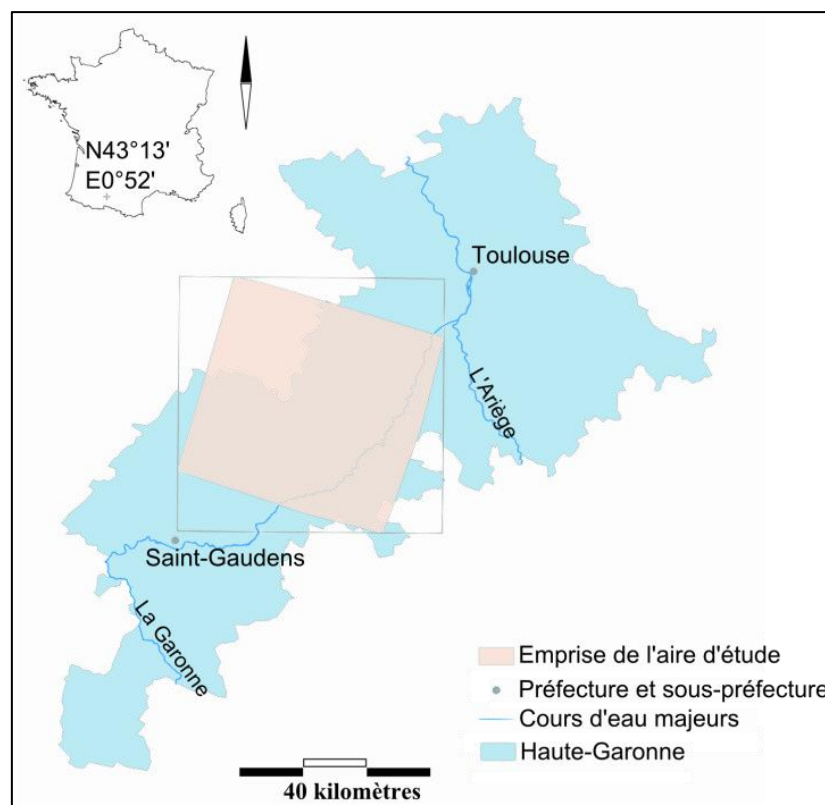 N43°13'
E0°52'
Toulouse
L'Ariège
Saint-Gaudens
La Garonne
Emprise de l'aire d'étude
Préfecture et sous-préfecture
Cours d'eau majeurs
Haute-Garonne
40 kilomètres